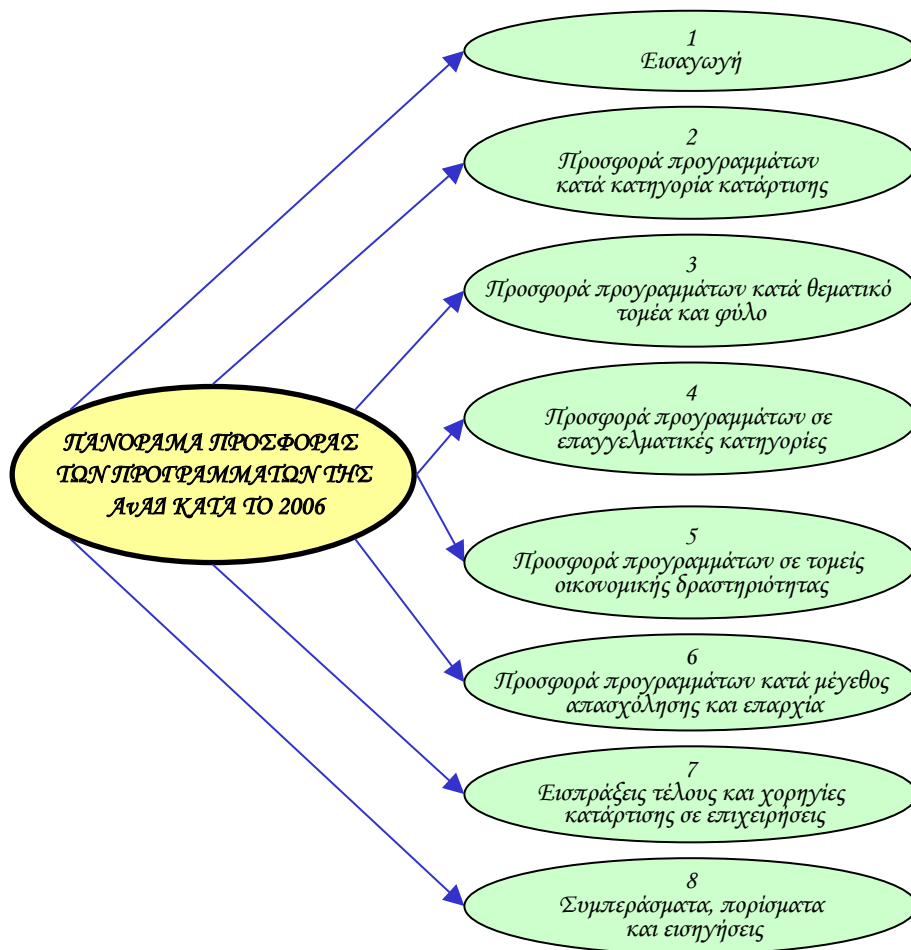 1
Εισαγωγή
2
Προσφορά προγραμμάτων
κατά κατηγορία κατάρτισης
3
Προσφορά προγραμμάτων κατά θεματικό
τομέα και φύλο
4
Προσφορά προγραμμάτων σε
επαγγελματικές κατηγορίες
ΠΑΝΟΡΑΜΑ ΠΡΟΣΦΟΡΑΣ
ΤΩΝ ΠΡΟΓΡΑΜΜΑΤΩΝ ΤΗΣ
ΑνΑΔ ΚΑΤΑ ΤΟ 2006
5
Προσφορά προγραμμάτων σε τομείς
οικονομικής δραστηριότητας
6
Προσφορά προγραμμάτων κατά μέγεθος
απασχόλησης και επαρχία
7
Εισπράξεις τέλους και χορηγίες
κατάρτισης σε επιχειρήσεις
8
Συμπεράσματα, πορίσματα
και εισηγήσεις